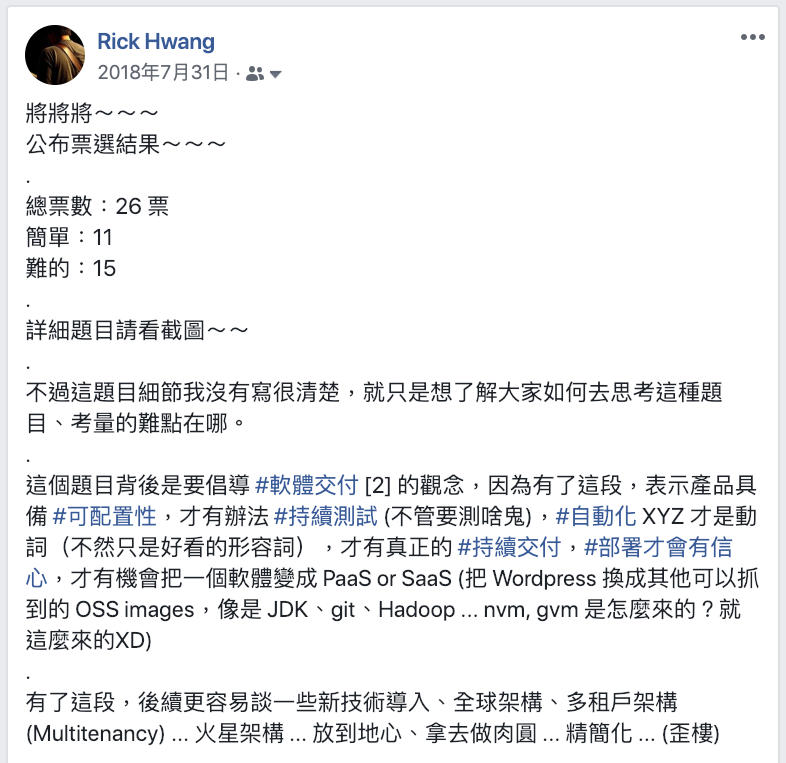 Rick Hwang
2018年7月31日 ·
將將將～～～
公布票選結果～～～
.
總票數：26 票
簡單：11
難的：15
.
詳細題目請看截圖～～
.
不過這題目細節我沒有寫很清楚，就只是想了解大家如何去思考這種題
目、考量的難點在哪。
.
這個題目背後是要倡導 #軟體交付 [2] 的觀念，因為有了這段，表示產品具
備 #可配置性，才有辦法 #持續測試 (不管要測啥鬼)，#自動化 XYZ 才是動
詞（不然只是好看的形容詞），才有真正的 #持續交付，#部署才會有信
心，才有機會把一個軟體變成 PaaS or SaaS (把 Wordpress 換成其他可以抓
到的 OSS images，像是 JDK、git、Hadoop ... nvm, gvm 是怎麼來的？就
這麼來的XD)
.
有了這段，後續更容易談一些新技術導入、全球架構、多租戶架構
(Multitenancy) ... 火星架構 ... 放到地心、拿去做肉圓 ... 精簡化 ... (歪樓)